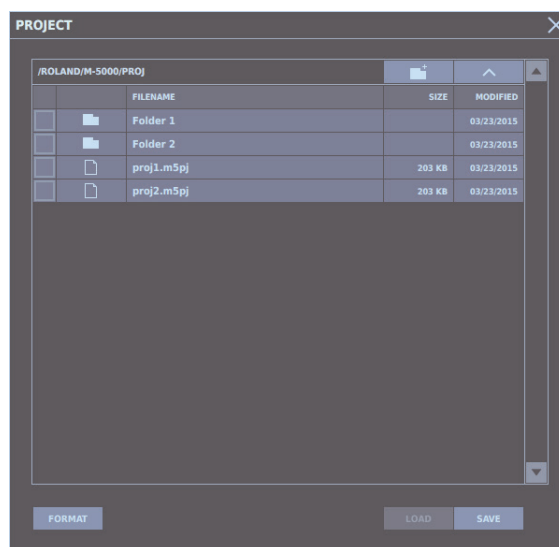 PROJECT
/ROLAND/M-5000/PROJ
FILENAME SIZE MODIFIED
Folder 1 03/23/2015
Folder 2 03/23/2015
proj1.m5pj 203 KB 03/23/2015
proj2.m5pj 203 KB 03/23/2015
FORMAT LOAD SAVE